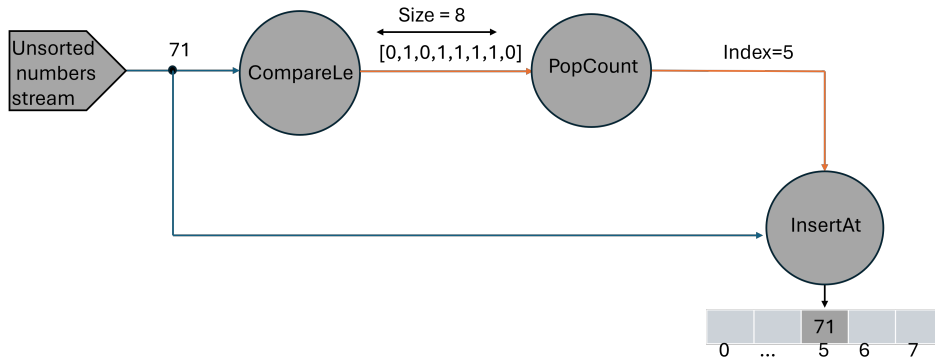 Unsorted
numbers
stream
71
CompareLe
Size = 8
[0,1,0,1,1,1,1,0]
PopCount
Index=5
InsertAt
71
0 ... 5 6 7